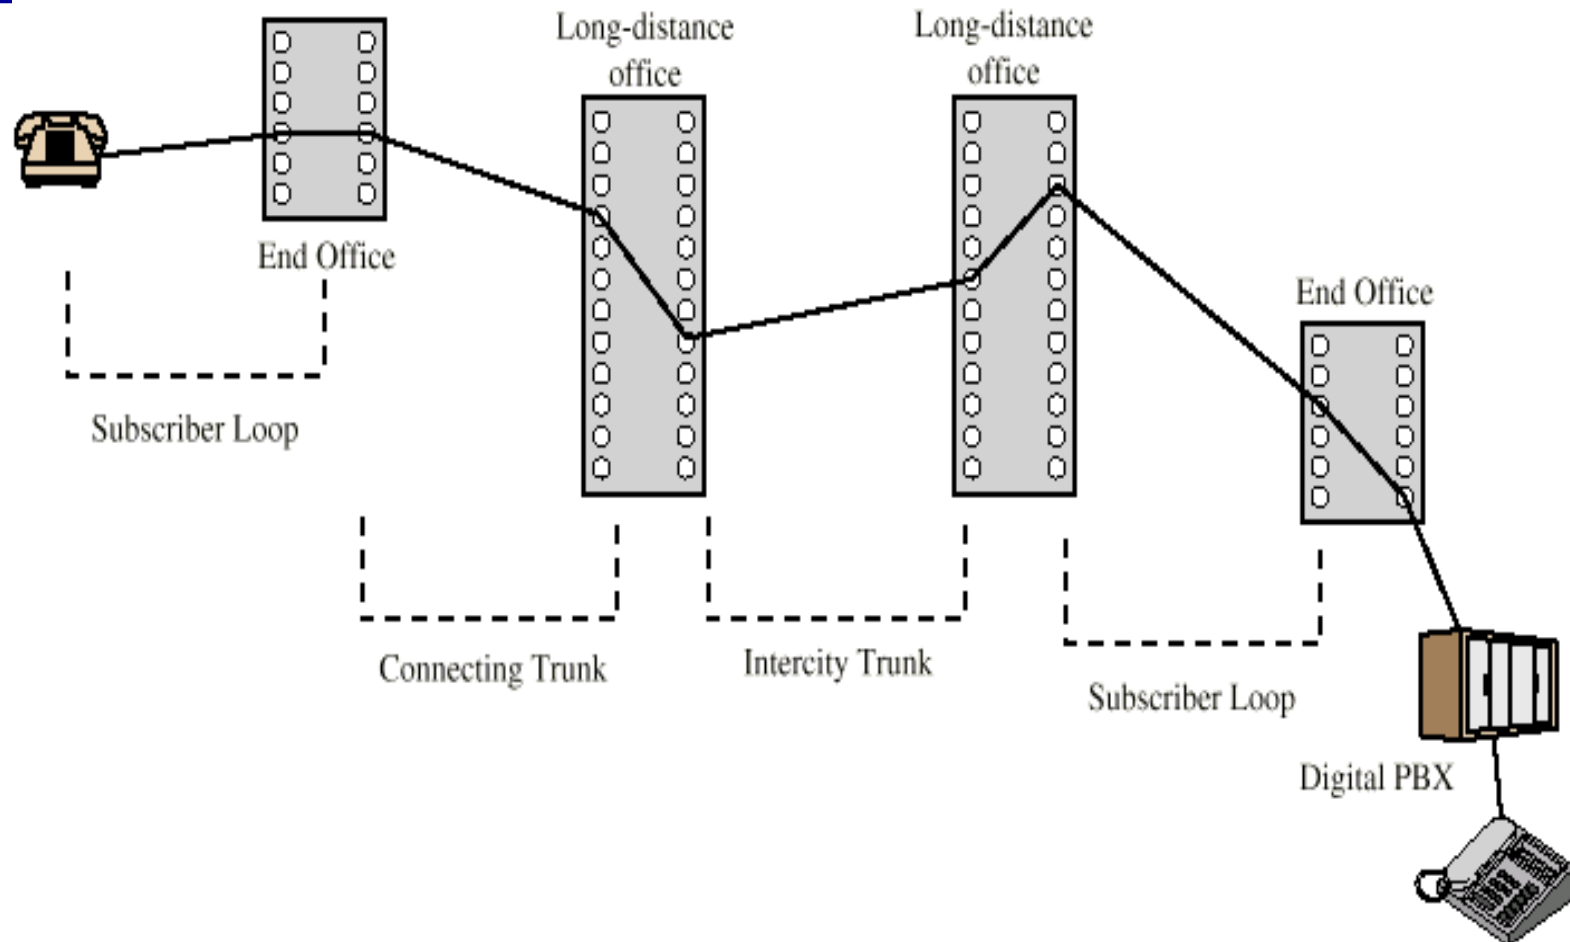 Long-distance
office
Long-distance
office
End Office
End Office
Subscriber Loop
Connecting Trunk
Intercity Trunk
Subscriber Loop
Digital PBX